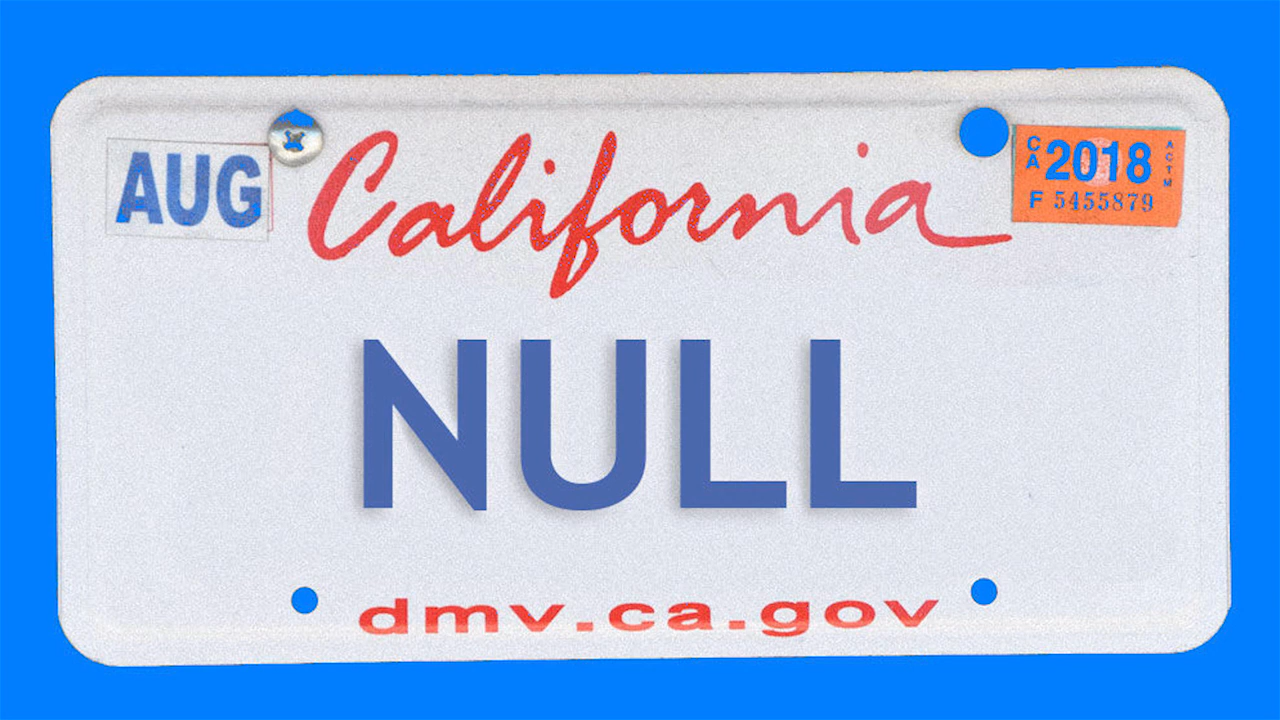 AUG
California
CA 2018 ACTM
F 5455879
NULL
dmv.ca.gov